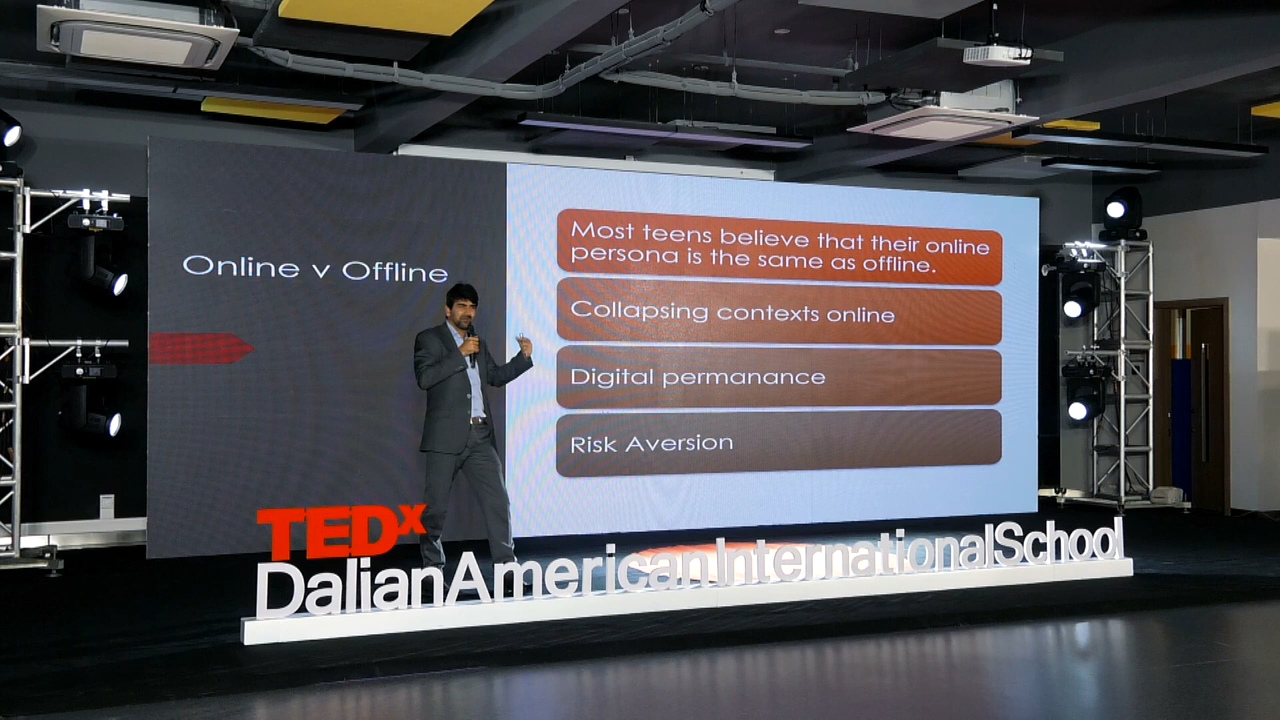 Online v Offline
Most teens believe that their online
persona is the same as offline.
Collapsing contexts online
Digital permanance
Risk Aversion
TEDx
DalianAmericanInternationalSchool